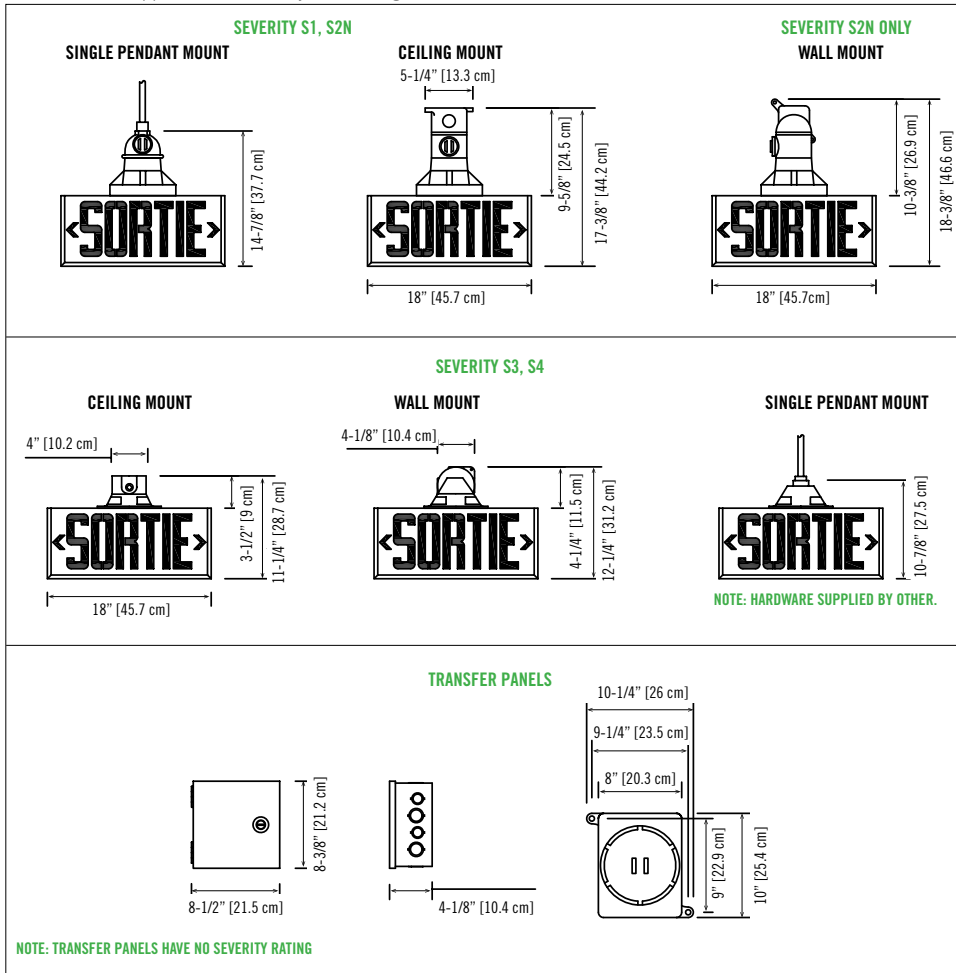 SEVERITY S1, S2N
SEVERITY S2N ONLY
SINGLE PENDANT MOUNT
CEILING MOUNT
WALL MOUNT
5-1/4” [13.3 cm]
14-7/8” [37.7 cm]
9-5/8” [24.5 cm]
17-3/8” [44.2 cm]
10-3/8” [26.9 cm]
18-3/8” [46.6 cm]
SORTIE
SORTIE
SORTIE
18” [45.7 cm]
18” [45.7cm]
SEVERITY S3, S4
CEILING MOUNT
WALL MOUNT
SINGLE PENDANT MOUNT
4” [10.2 cm]
4-1/8” [10.4 cm]
3-1/2” [9 cm]
11-1/4” [28.7 cm]
4-1/4” [11.5 cm]
12-1/4” [31.2 cm]
10-7/8” [27.5 cm]
SORTIE
SORTIE
SORTIE
18” [45.7 cm]
NOTE: HARDWARE SUPPLIED BY OTHER.
TRANSFER PANELS
10-1/4” [26 cm]
9-1/4” [23.5 cm]
8” [20.3 cm]
8-3/8” [21.2 cm]
9” [22.9 cm]
10” [25.4 cm]
8-1/2” [21.5 cm]
4-1/8” [10.4 cm]
NOTE: TRANSFER PANELS HAVE NO SEVERITY RATING